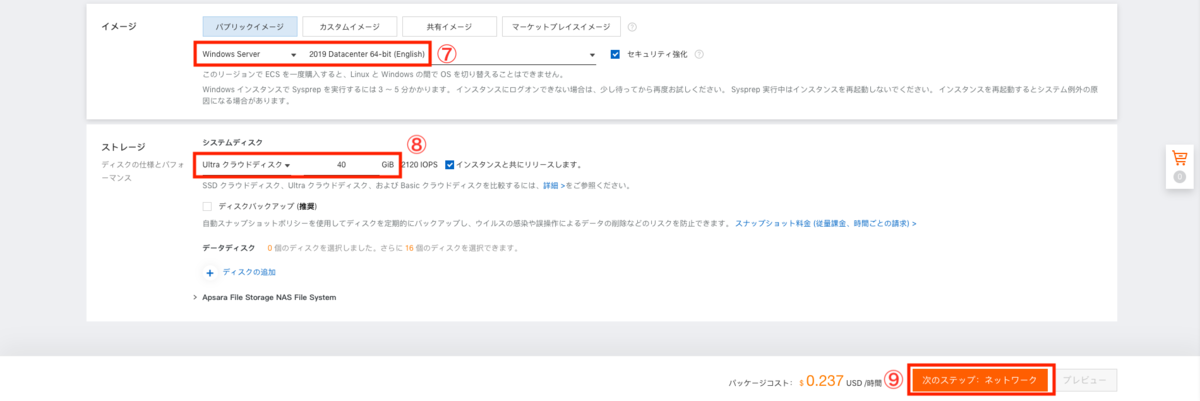 イメージ
パブリックイメージ カスタムイメージ 共有イメージ マーケットプレイスイメージ ?
Windows Server 2019 Datacenter 64-bit (English) ⑦ セキュリティ強化 ?
このリージョンで ECS を一度購入すると、Linux と Windows の間で OS を切り替えることはできません。
Windows インスタンスで Sysprep を実行するには 3 ～ 5 分かかります。 インスタンスにログオンできない場合は、少し待ってから再度お試しください。 Sysprep 実行中はインスタンスを再起動しないでください。 インスタンスを再起動するとシステム例外の原
因になる場合があります。
ストレージ
ディスクの仕様とパフォ
ーマンス
システムディスク
⑧
Ultra クラウドディスク 40 GiB 2120 IOPS インスタンスと共にリリースします。
SSD クラウドディスク、Ultra クラウドディスク、および Basic クラウドディスクを比較するには、詳細 >をご参照ください。
ディスクバックアップ (推奨)
自動スナップショットポリシーを使用してディスクを定期的にバックアップし、ウイルスの感染や誤操作によるデータの削除などのリスクを防止できます。 スナップショット料金 (従量課金、時間ごとの請求) >
データディスク 0 個のディスクを選択しました。さらに 16 個のディスクを選択できます。
+ ディスクの追加
> Apsara File Storage NAS File System
0
パッケージコスト： $ 0.237 USD /時間 ⑨ 次のステップ：ネットワーク プレビュー